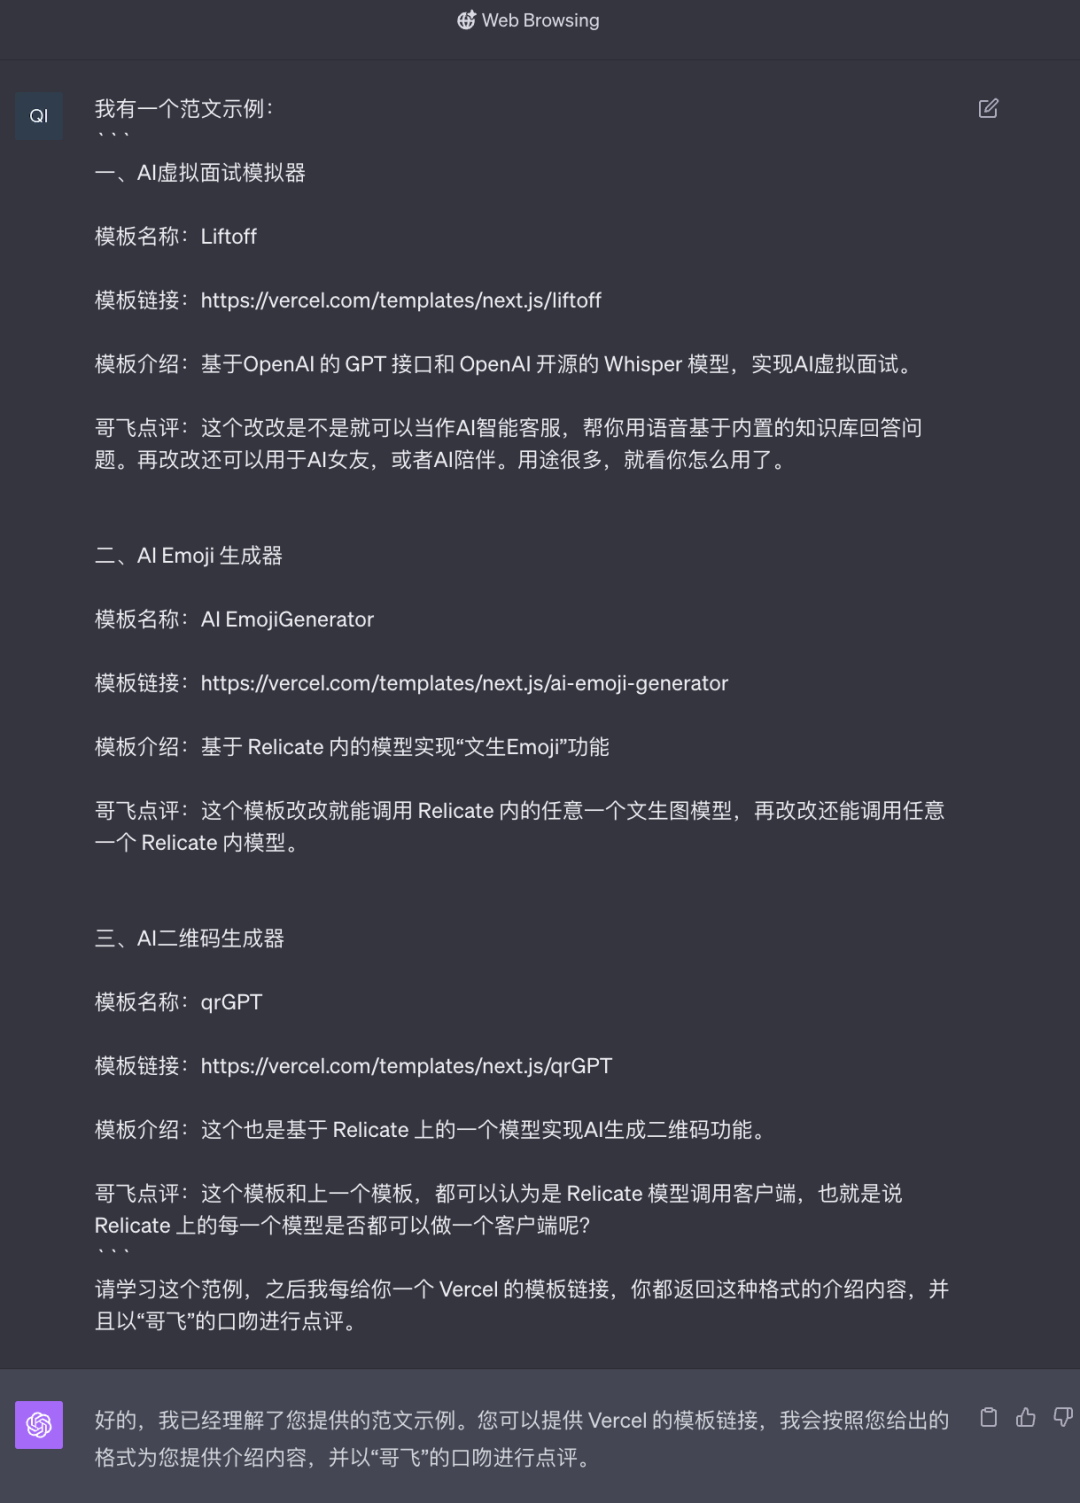 Web Browsing
QI
我有一个范文示例：
```
一、AI虚拟面试模拟器
模板名称：Liftoff
模板链接：https://vercel.com/templates/next.js/liftoff
模板介绍：基于OpenAI 的 GPT 接口和 OpenAI 开源的 Whisper 模型，实现AI虚拟面试。
哥飞点评：这个改改是不是就可以当作AI智能客服，帮你用语音基于内置的知识库回答问
题。再改改还可以用于AI女友，或者AI陪伴。用途很多，就看你怎么用了。
二、AI Emoji 生成器
模板名称：AI EmojiGenerator
模板链接：https://vercel.com/templates/next.js/ai-emoji-generator
模板介绍：基于 Relicate 内的模型实现“文生Emoji”功能
哥飞点评：这个模板改改就能调用 Relicate 内的任意一个文生图模型，再改改还能调用任意
一个 Relicate 内模型。
三、AI二维码生成器
模板名称：qrGPT
模板链接：https://vercel.com/templates/next.js/qrGPT
模板介绍：这个也是基于 Relicate 上的一个模型实现AI生成二维码功能。
哥飞点评：这个模板和上一个模板，都可以认为是 Relicate 模型调用客户端，也就是说
Relicate 上的每一个模型是否都可以做一个客户端呢?
```
请学习这个范例，之后我每给你一个 Vercel 的模板链接，你都返回这种格式的介绍内容，并
且以“哥飞”的口吻进行点评。
好的，我已经理解了您提供的范文示例。您可以提供 Vercel 的模板链接，我会按照您给出的
格式为您提供介绍内容，并以“哥飞”的口吻进行点评。